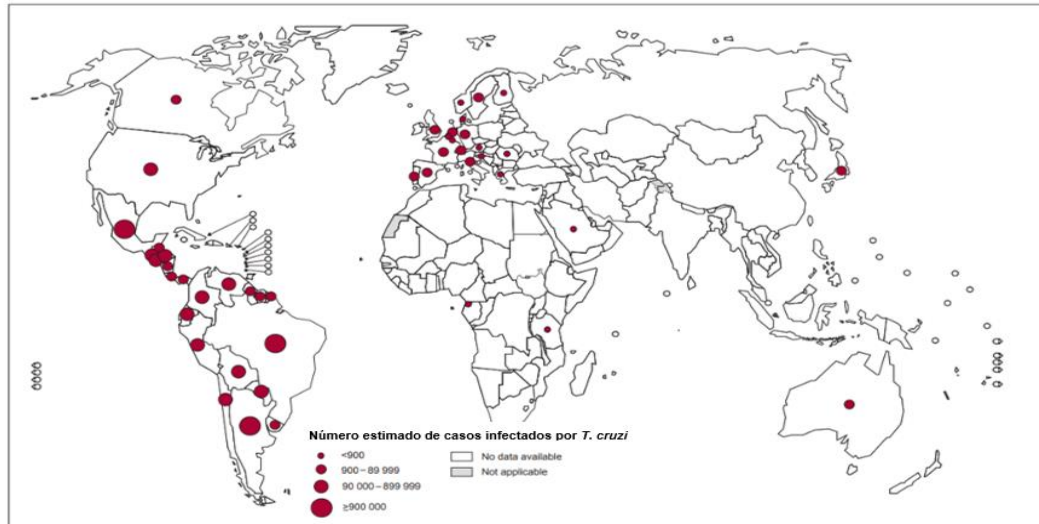 Número estimado de casos infectados por T. cruzi
<900
900–89 999
90 000–899 999
≥900 000
No data available
Not applicable